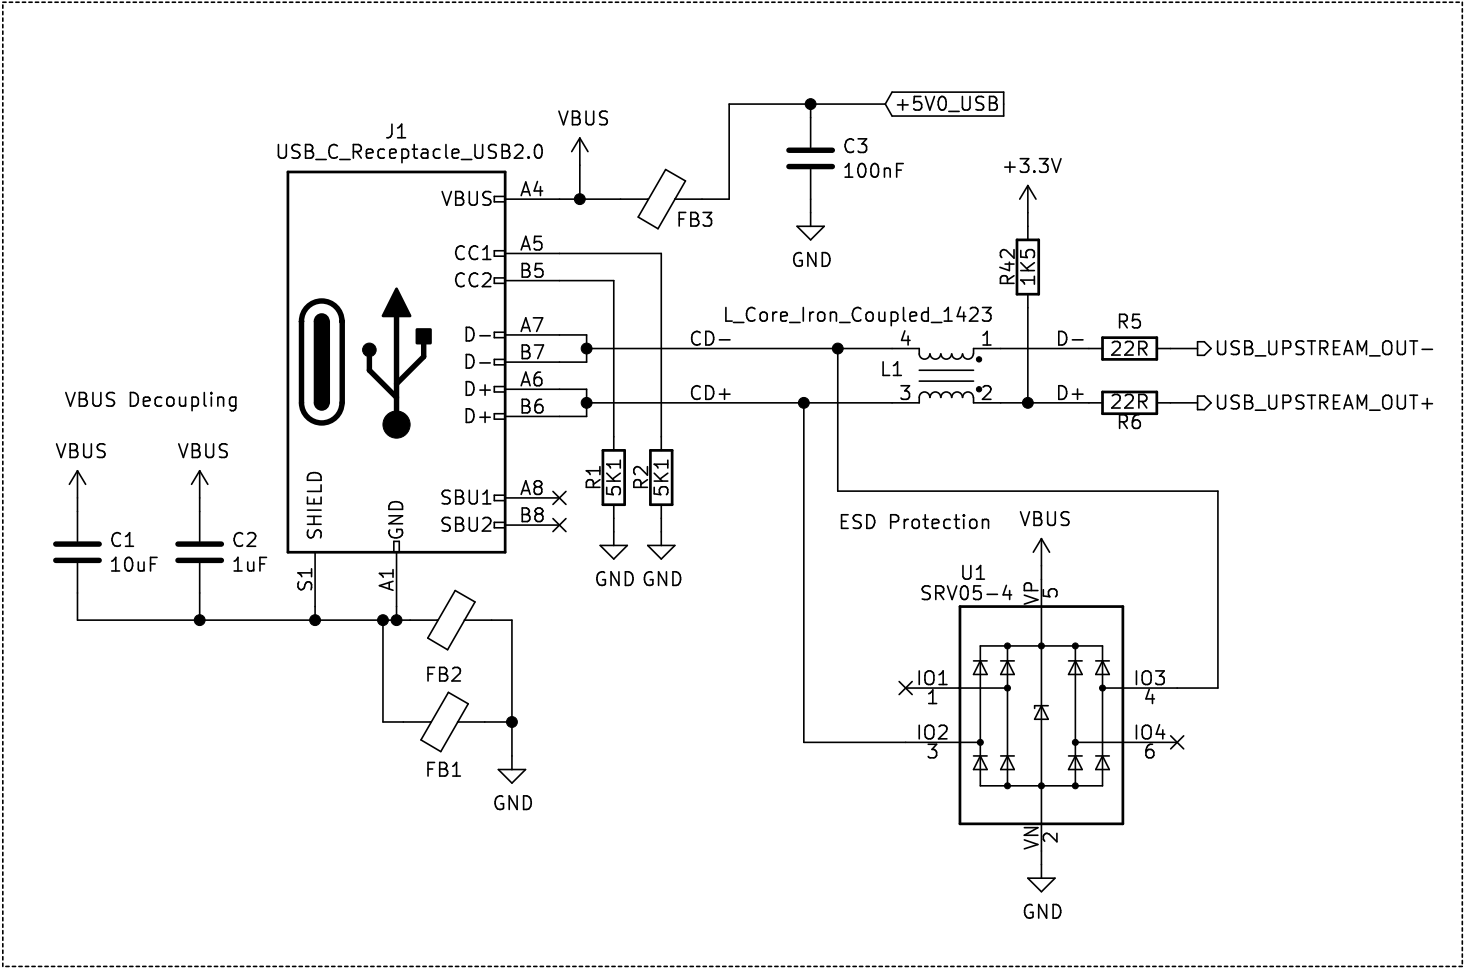 VBUS
+5V0_USB
J1
USB_C_Receptacle_USB2.0
C3
100nF
+3.3V
VBUS
A4
FB3
GND
CC1
A5
CC2
B5
R42
1K5
L_Core_Iron_Coupled_1423
D-
A7
CD-
4
1
D-
R5
22R
USB_UPSTREAM_OUT-
D-
B7
L1
D+
A6
CD+
3
2
D+
22R
R6
USB_UPSTREAM_OUT+
D+
B6
VBUS Decoupling
VBUS
VBUS
SHIELD
GND
SBU1
A8
SBU2
B8
R1
5K1
R2
5K1
GND
GND
C1
10uF
C2
1uF
S1
A1
ESD Protection
VBUS
U1
SRV05-4
VP
5
FB2
FB1
GND
IO1
1
IO3
4
IO2
3
IO4
6
VN
2
GND